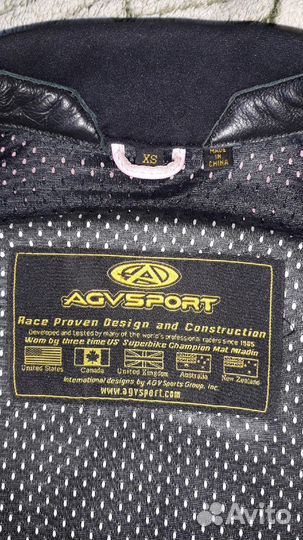 XS
MADE IN
CHINA
AGVSPORT
Race Proven Design and Construction
Developed and tested by many of the world's professional racers since 1985.
Worn by three time US Superbike Champion Mat Mladin
United States
Canada
United Kingdom
Australia
New Zealand
International designs by AGV Sports Group, Inc.
www.agvsport.com
Avito